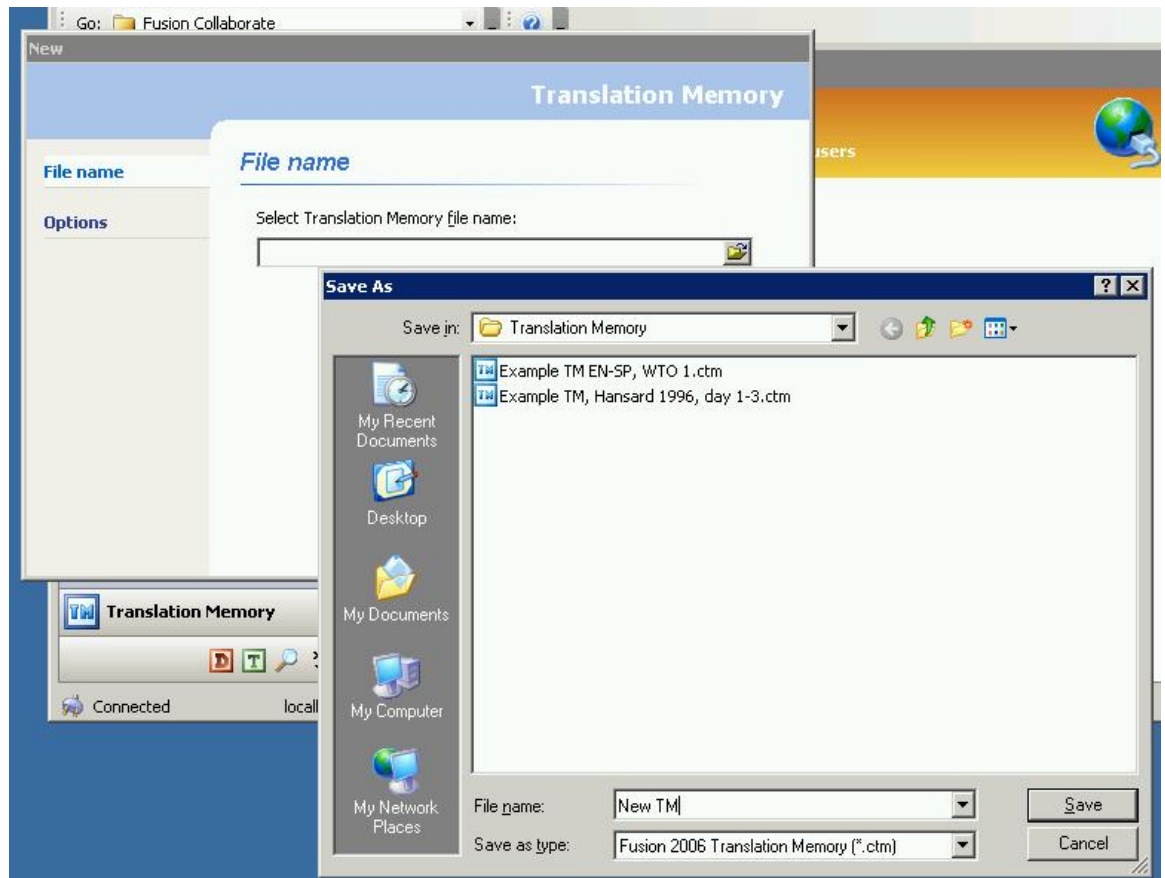 Go: Fusion Collaborate
New
Translation Memory
users
File name
File name
Options
Select Translation Memory file name:
Save As
Save in: Translation Memory
TM Example TM EN-SP, WTO 1.ctm
TM Example TM, Hansard 1996, day 1-3.ctm
My Recent
Documents
Desktop
My Documents
My Computer
My Network
Places
TM Translation Memory
D T
Connected
File name: New TM Save
Save as type: Fusion 2006 Translation Memory (*.ctm) Cancel